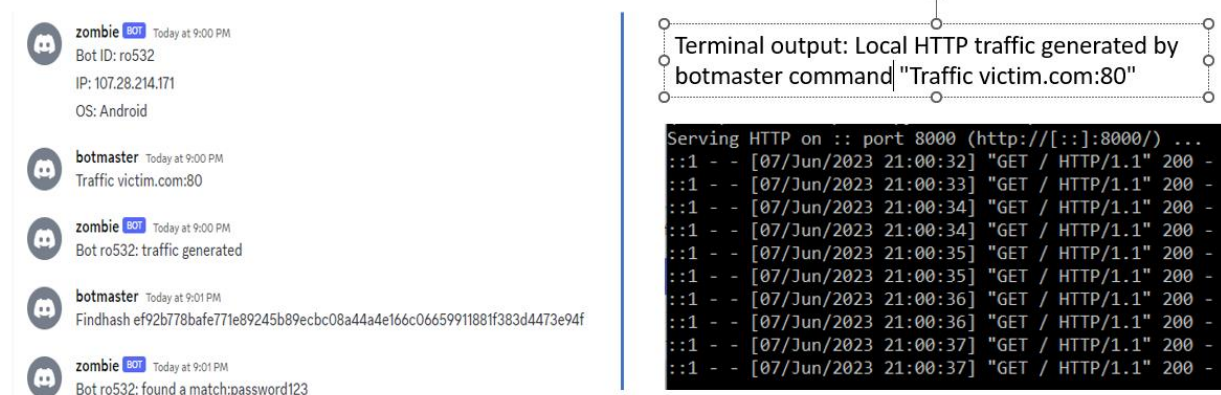 zombie BOT Today at 9:00 PM
Bot ID: ro532
IP: 107.28.214.171
OS: Android
botmaster Today at 9:00 PM
Traffic victim.com:80
zombie BOT Today at 9:00 PM
Bot ro532: traffic generated
botmaster Today at 9:01 PM
Findhash ef92b778bafe771e89245b89ecbc08a44a4e166c06659911881f383d4473e94f
zombie BOT Today at 9:01 PM
Bot ro532: found a match:password123
Terminal output: Local HTTP traffic generated by
botmaster command "Traffic victim.com:80"
Serving HTTP on :: port 8000 (http://[::]:8000/) ...
::1 - - [07/Jun/2023 21:00:32] "GET / HTTP/1.1" 200 -
::1 - - [07/Jun/2023 21:00:33] "GET / HTTP/1.1" 200 -
::1 - - [07/Jun/2023 21:00:34] "GET / HTTP/1.1" 200 -
::1 - - [07/Jun/2023 21:00:34] "GET / HTTP/1.1" 200 -
::1 - - [07/Jun/2023 21:00:35] "GET / HTTP/1.1" 200 -
::1 - - [07/Jun/2023 21:00:35] "GET / HTTP/1.1" 200 -
::1 - - [07/Jun/2023 21:00:36] "GET / HTTP/1.1" 200 -
::1 - - [07/Jun/2023 21:00:36] "GET / HTTP/1.1" 200 -
::1 - - [07/Jun/2023 21:00:37] "GET / HTTP/1.1" 200 -
::1 - - [07/Jun/2023 21:00:37] "GET / HTTP/1.1" 200 -